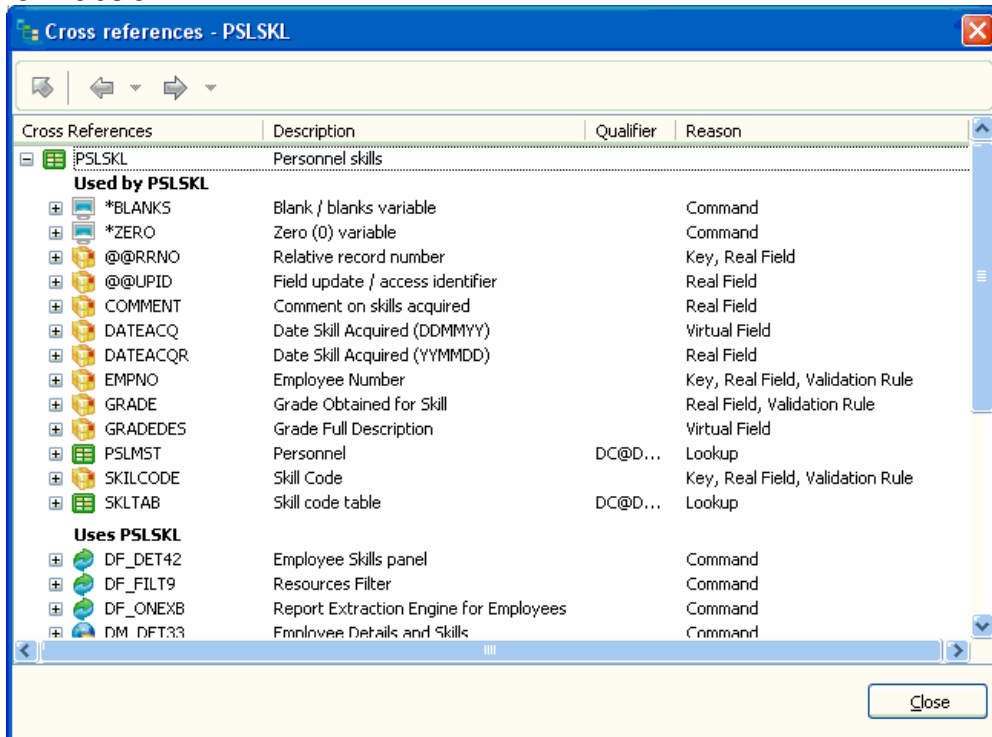 Cross references - PSLSKL
Cross References Description Qualifier Reason
PSLSKL Personnel skills
Used by PSLSKL
*BLANKS Blank / blanks variable Command
*ZERO Zero (0) variable Command
@@RRNO Relative record number Key, Real Field
@@UPID Field update / access identifier Real Field
COMMENT Comment on skills acquired Real Field
DATEACQ Date Skill Acquired (DDMMYY) Virtual Field
DATEACQR Date Skill Acquired (YYMMDD) Real Field
EMPNO Employee Number Key, Real Field, Validation Rule
GRADE Grade Obtained for Skill Real Field, Validation Rule
GRADEDES Grade Full Description Virtual Field
PSLMST Personnel DC@D... Lookup
SKILCODE Skill Code Key, Real Field, Validation Rule
SKLTAB Skill code table DC@D... Lookup
Uses PSLSKL
DF_DET42 Employee Skills panel Command
DF_FILT9 Resources Filter Command
DF_ONEXB Report Extraction Engine for Employees Command
DM_DET33 Employee Details and Skills Command
Close